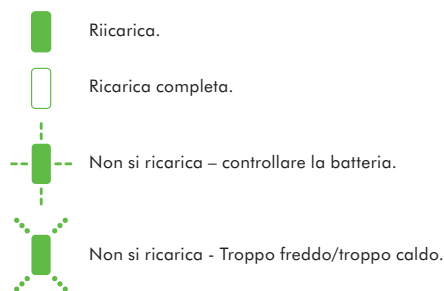 Riicarica.
Ricarica completa.
Non si ricarica – controllare la batteria.
Non si ricarica - Troppo freddo/troppo caldo.